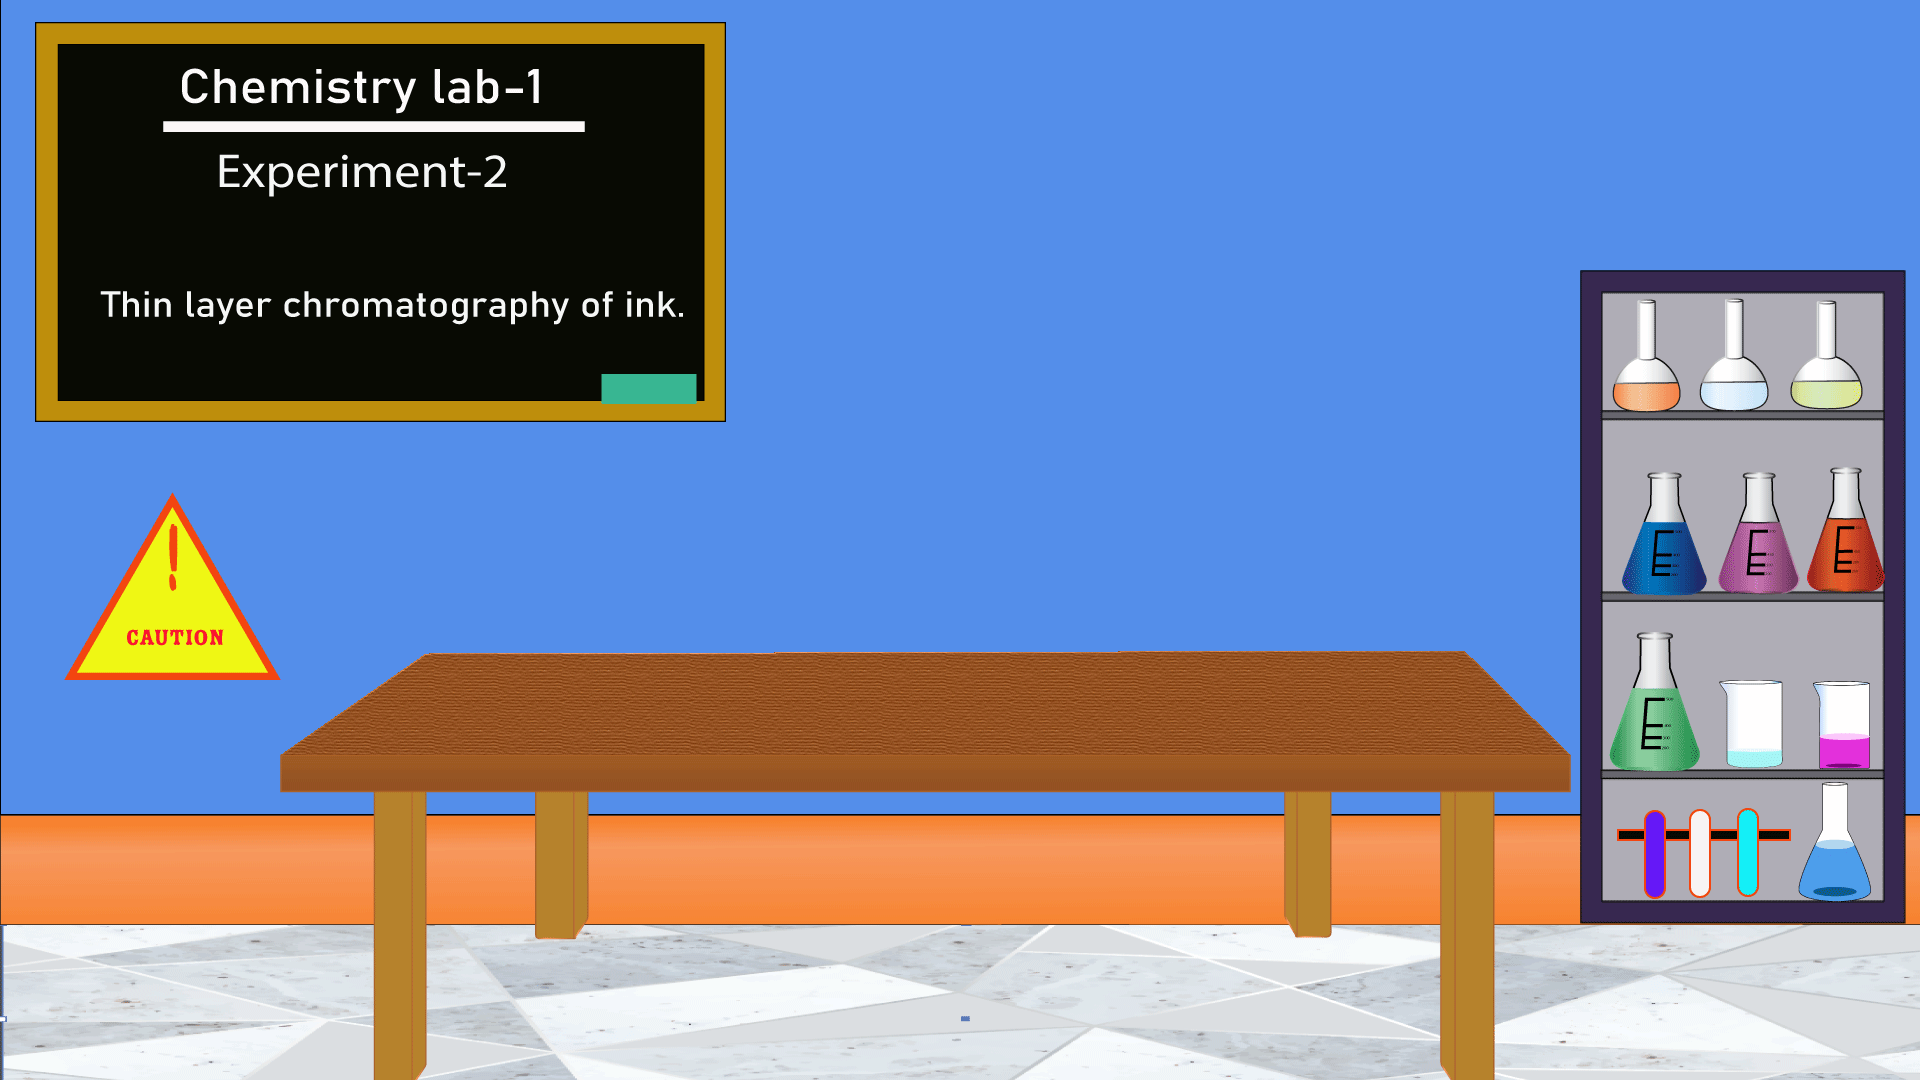 Chemistry lab-1
Experiment-2
Thin layer chromatography of ink.
!
CAUTION